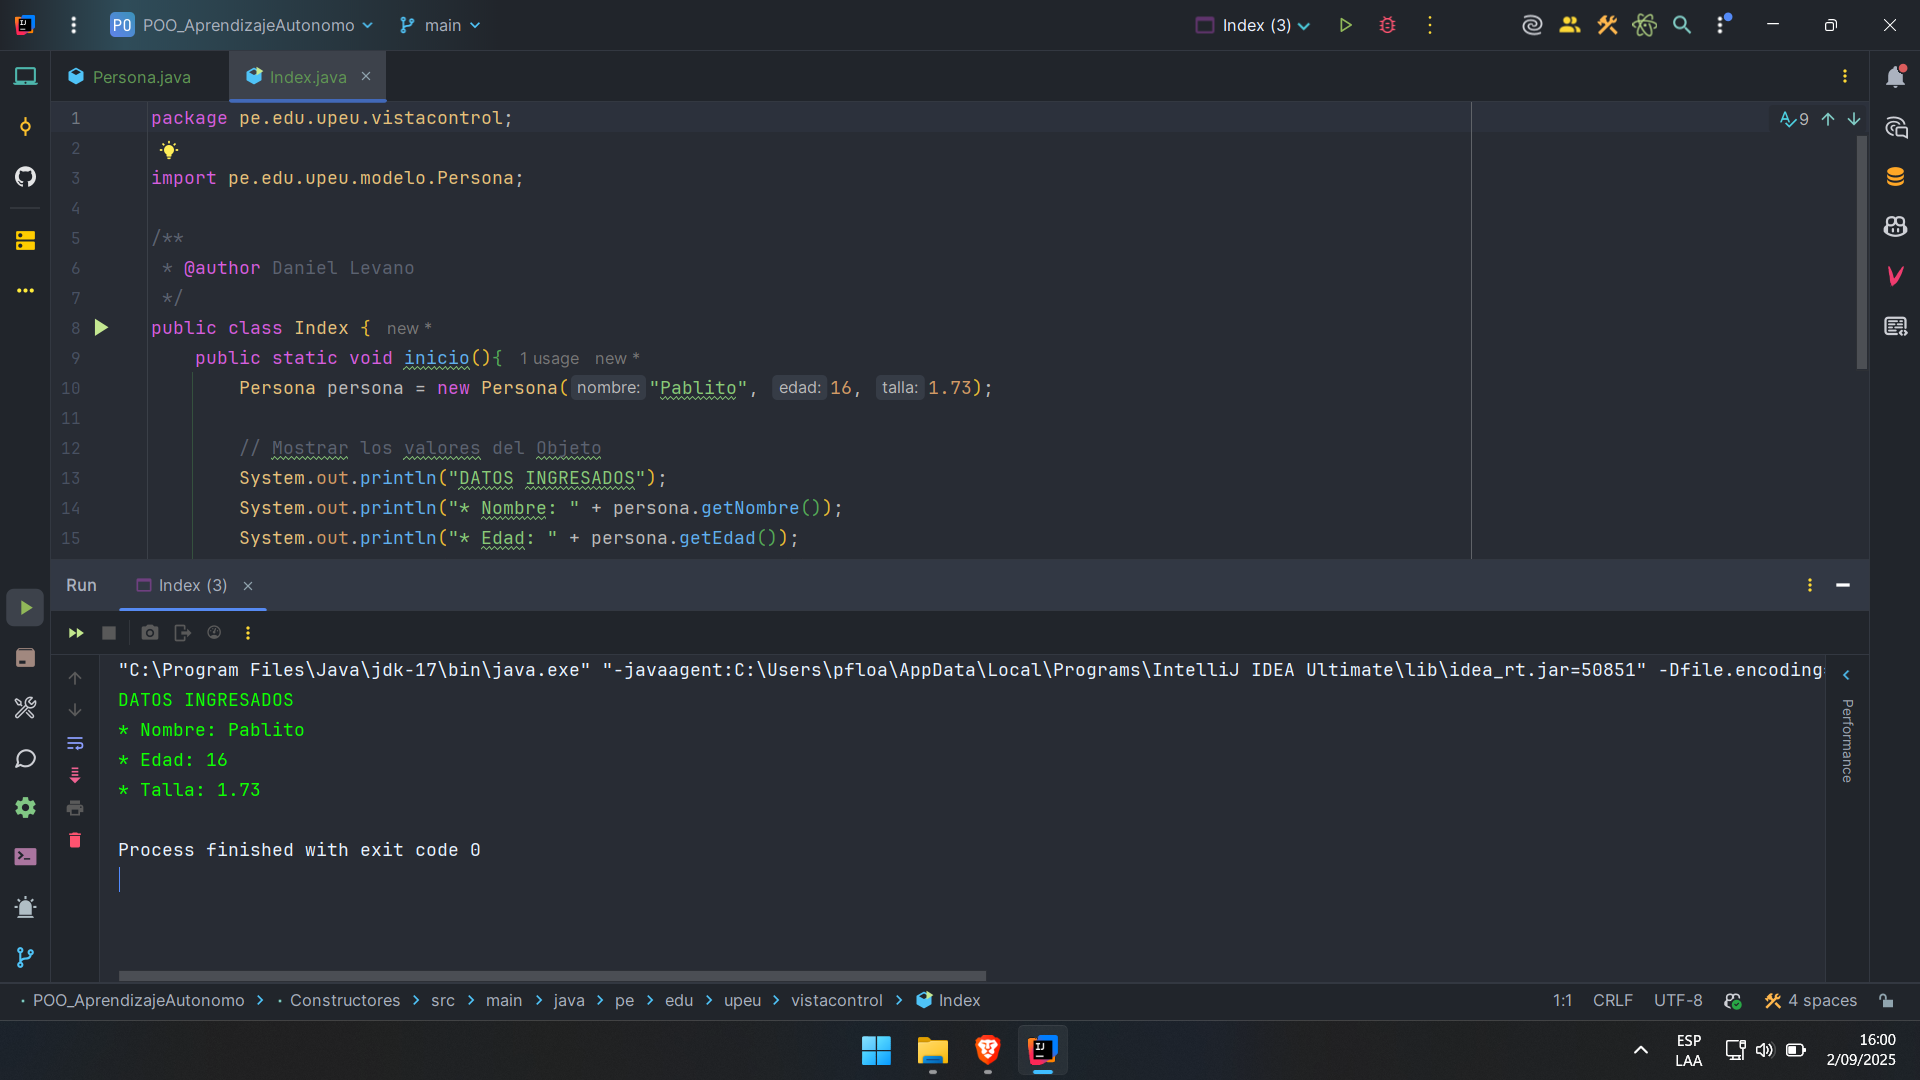 PO POO_AprendizajeAutonomo main Index (3)
Persona.java Index.java
1 package pe.edu.upeu.vistacontrol; 9
2
3 import pe.edu.upeu.modelo.Persona;
4
5 /**
6 * @author Daniel Levano
7 */
8 public class Index { new *
9 public static void inicio(){ 1 usage new *
10 Persona persona = new Persona( nombre: "Pablito", edad: 16, talla: 1.73);
11
12 // Mostrar los valores del Objeto
13 System.out.println("DATOS INGRESADOS");
14 System.out.println("* Nombre: " + persona.getNombre());
15 System.out.println("* Edad: " + persona.getEdad());
Run Index (3)
"C:\Program Files\Java\jdk-17\bin\java.exe" "-javaagent:C:\Users\pfloa\AppData\Local\Programs\IntelliJ IDEA Ultimate\lib\idea_rt.jar=50851" -Dfile.encoding
DATOS INGRESADOS
* Nombre: Pablito
* Edad: 16
* Talla: 1.73
Process finished with exit code 0
Performance
POO_AprendizajeAutonomo > Constructores > src > main > java > pe > edu > upeu > vistacontrol > Index 1:1 CRLF UTF-8 4 spaces
ESP
LAA
16:00
2/09/2025